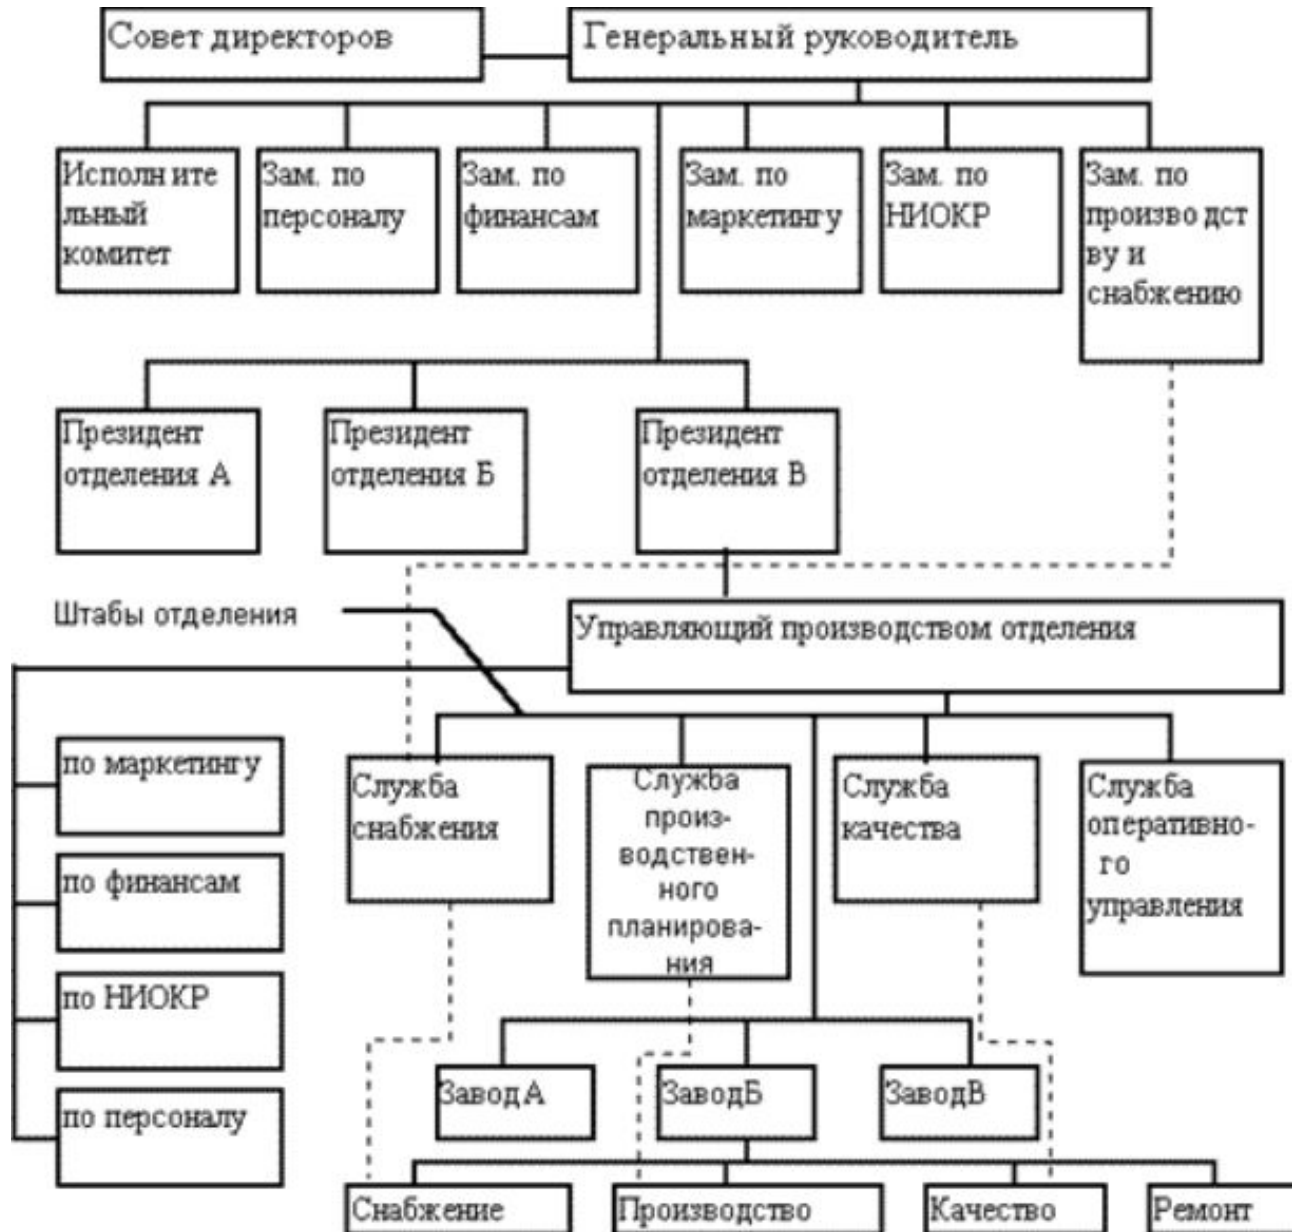 Совет директоров
Генеральный руководитель
Исполн ите
льный
комитет
Зам. по
персоналу
Зам. по
финансам
Зам. по
маркетингу
Зам. по
НИОКР
Зам. по
произво дст
ву и
снабжению
Президент
отделения А
Президент
отделения Б
Президент
отделения В
Штабы отделения
Управляющий производством отделения
по маркетингу
по финансам
по НИОКР
по персоналу
Служба
снабжения
Служба
произ-
водствен-
ного
планирова-
ния
Служба
качества
Служба
оперативно-
го
управления
Завод А
Завод Б
Завод В
Снабжение
Производство
Качество
Ремонт